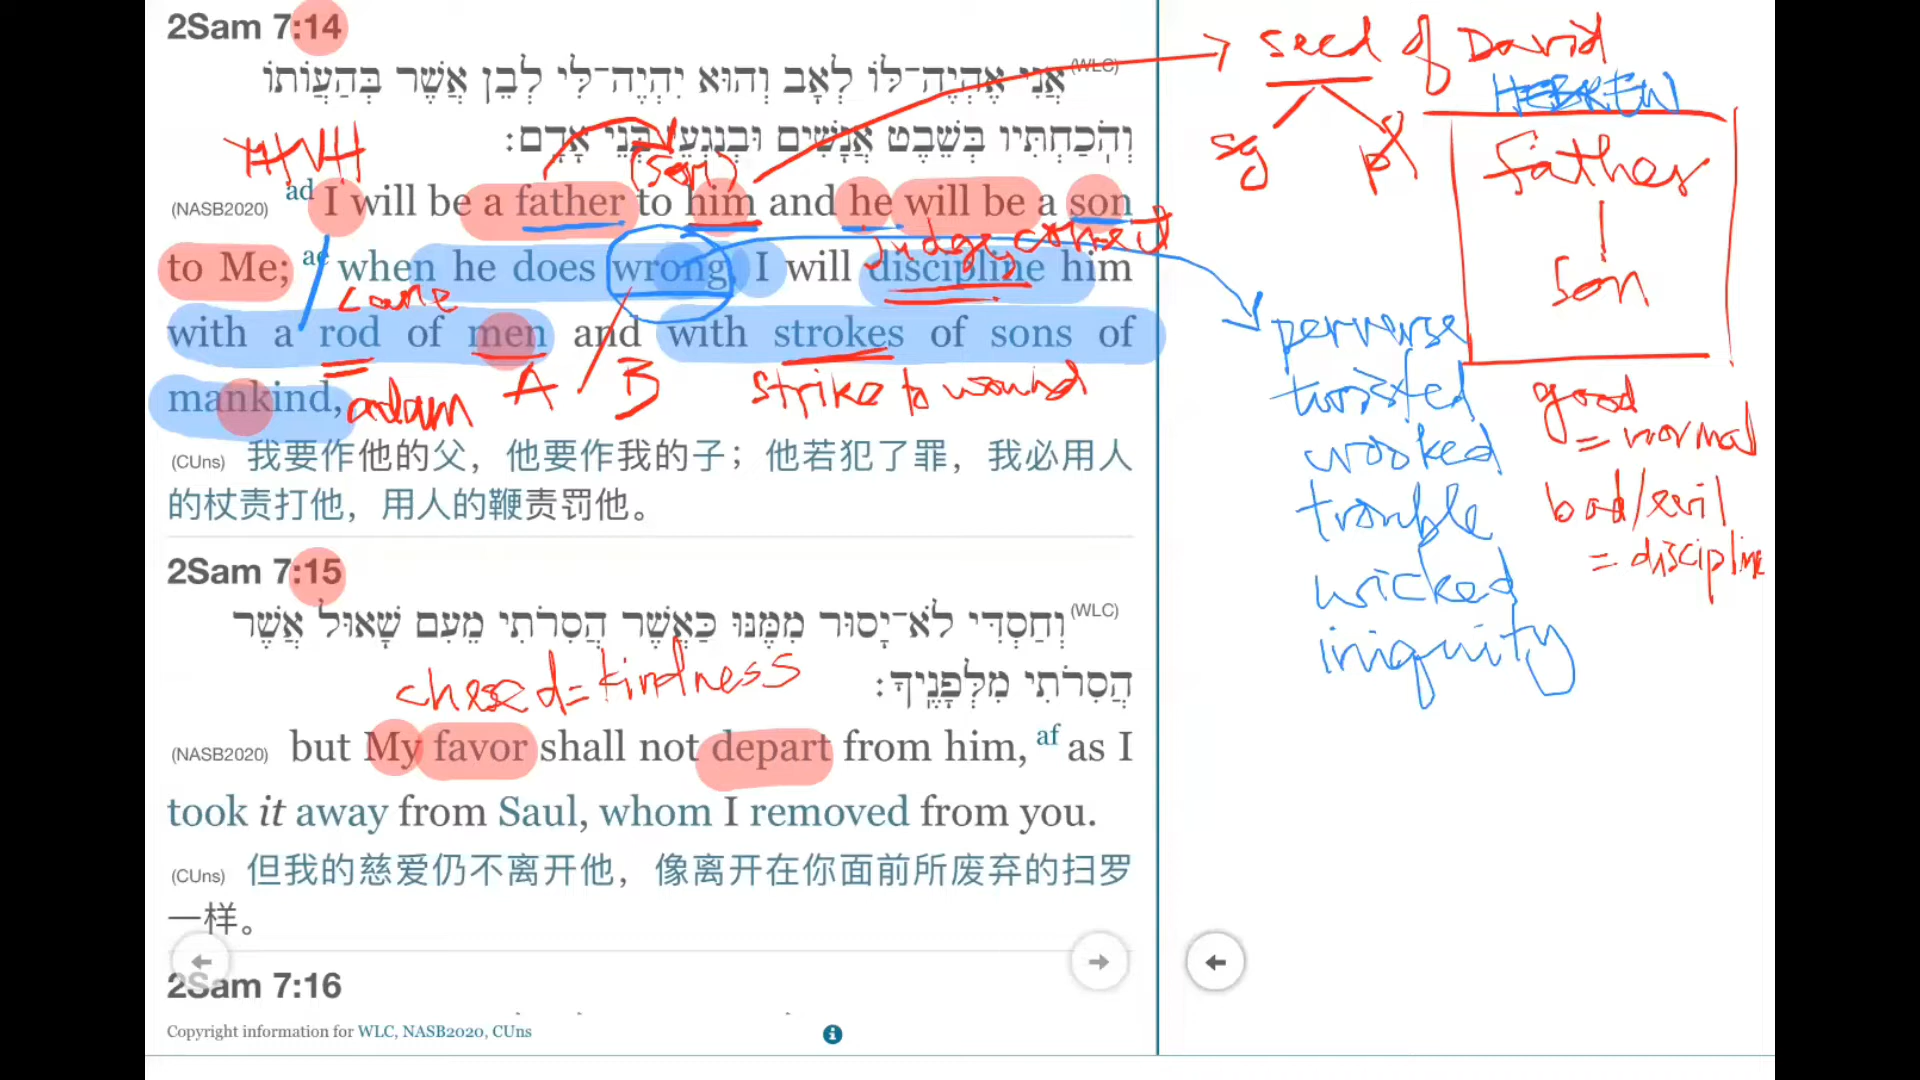 2Sam 7:14
אֲנִי אֶהְיֶה־לּוֹ לְאָב וְהוּא יִהְיֶה־לִּי לְבֵן אֲשֶׁר בְּהַעֲוֺתוֹ (WLC)
וְהֹכַחְתִּיו בְּשֵׁבֶט אֲנָשִׁים וּבְנִגְעֵי בְּנֵי אָדָם׃
(son)
(NASB2020) ad I will be a father to him and he will be a son
judge, correct
to Me; ae when he does wrong, I will discipline him
cane
with a rod of men and with strokes of sons of
mankind, adam A B strike to wound
(CUns) 我要作他的父，他要作我的子；他若犯了罪，我必用人
的杖责打他，用人的鞭责罚他。
2Sam 7:15
וְחַסְדִּי לֹא־יָסוּר מִמֶּנּוּ כַּאֲשֶׁר הֲסִרֹתִי מֵעִם שָׁאוּל אֲשֶׁר (WLC)
הֲסִרֹתִי מִלְּפָנֶיךָ׃
chesed=kindness
(NASB2020) but My favor shall not depart from him, af as I
took it away from Saul, whom I removed from you.
(CUns) 但我的慈爱仍不离开他，像离开在你面前所废弃的扫罗
一样。
2Sam 7:16
Copyright information for WLC, NASB2020, CUns
seed of David
HEBREW
sg pl
father
son
perverse
twisted
crooked
trouble
wicked
iniquity
good
= normal
bad/evil
= discipline